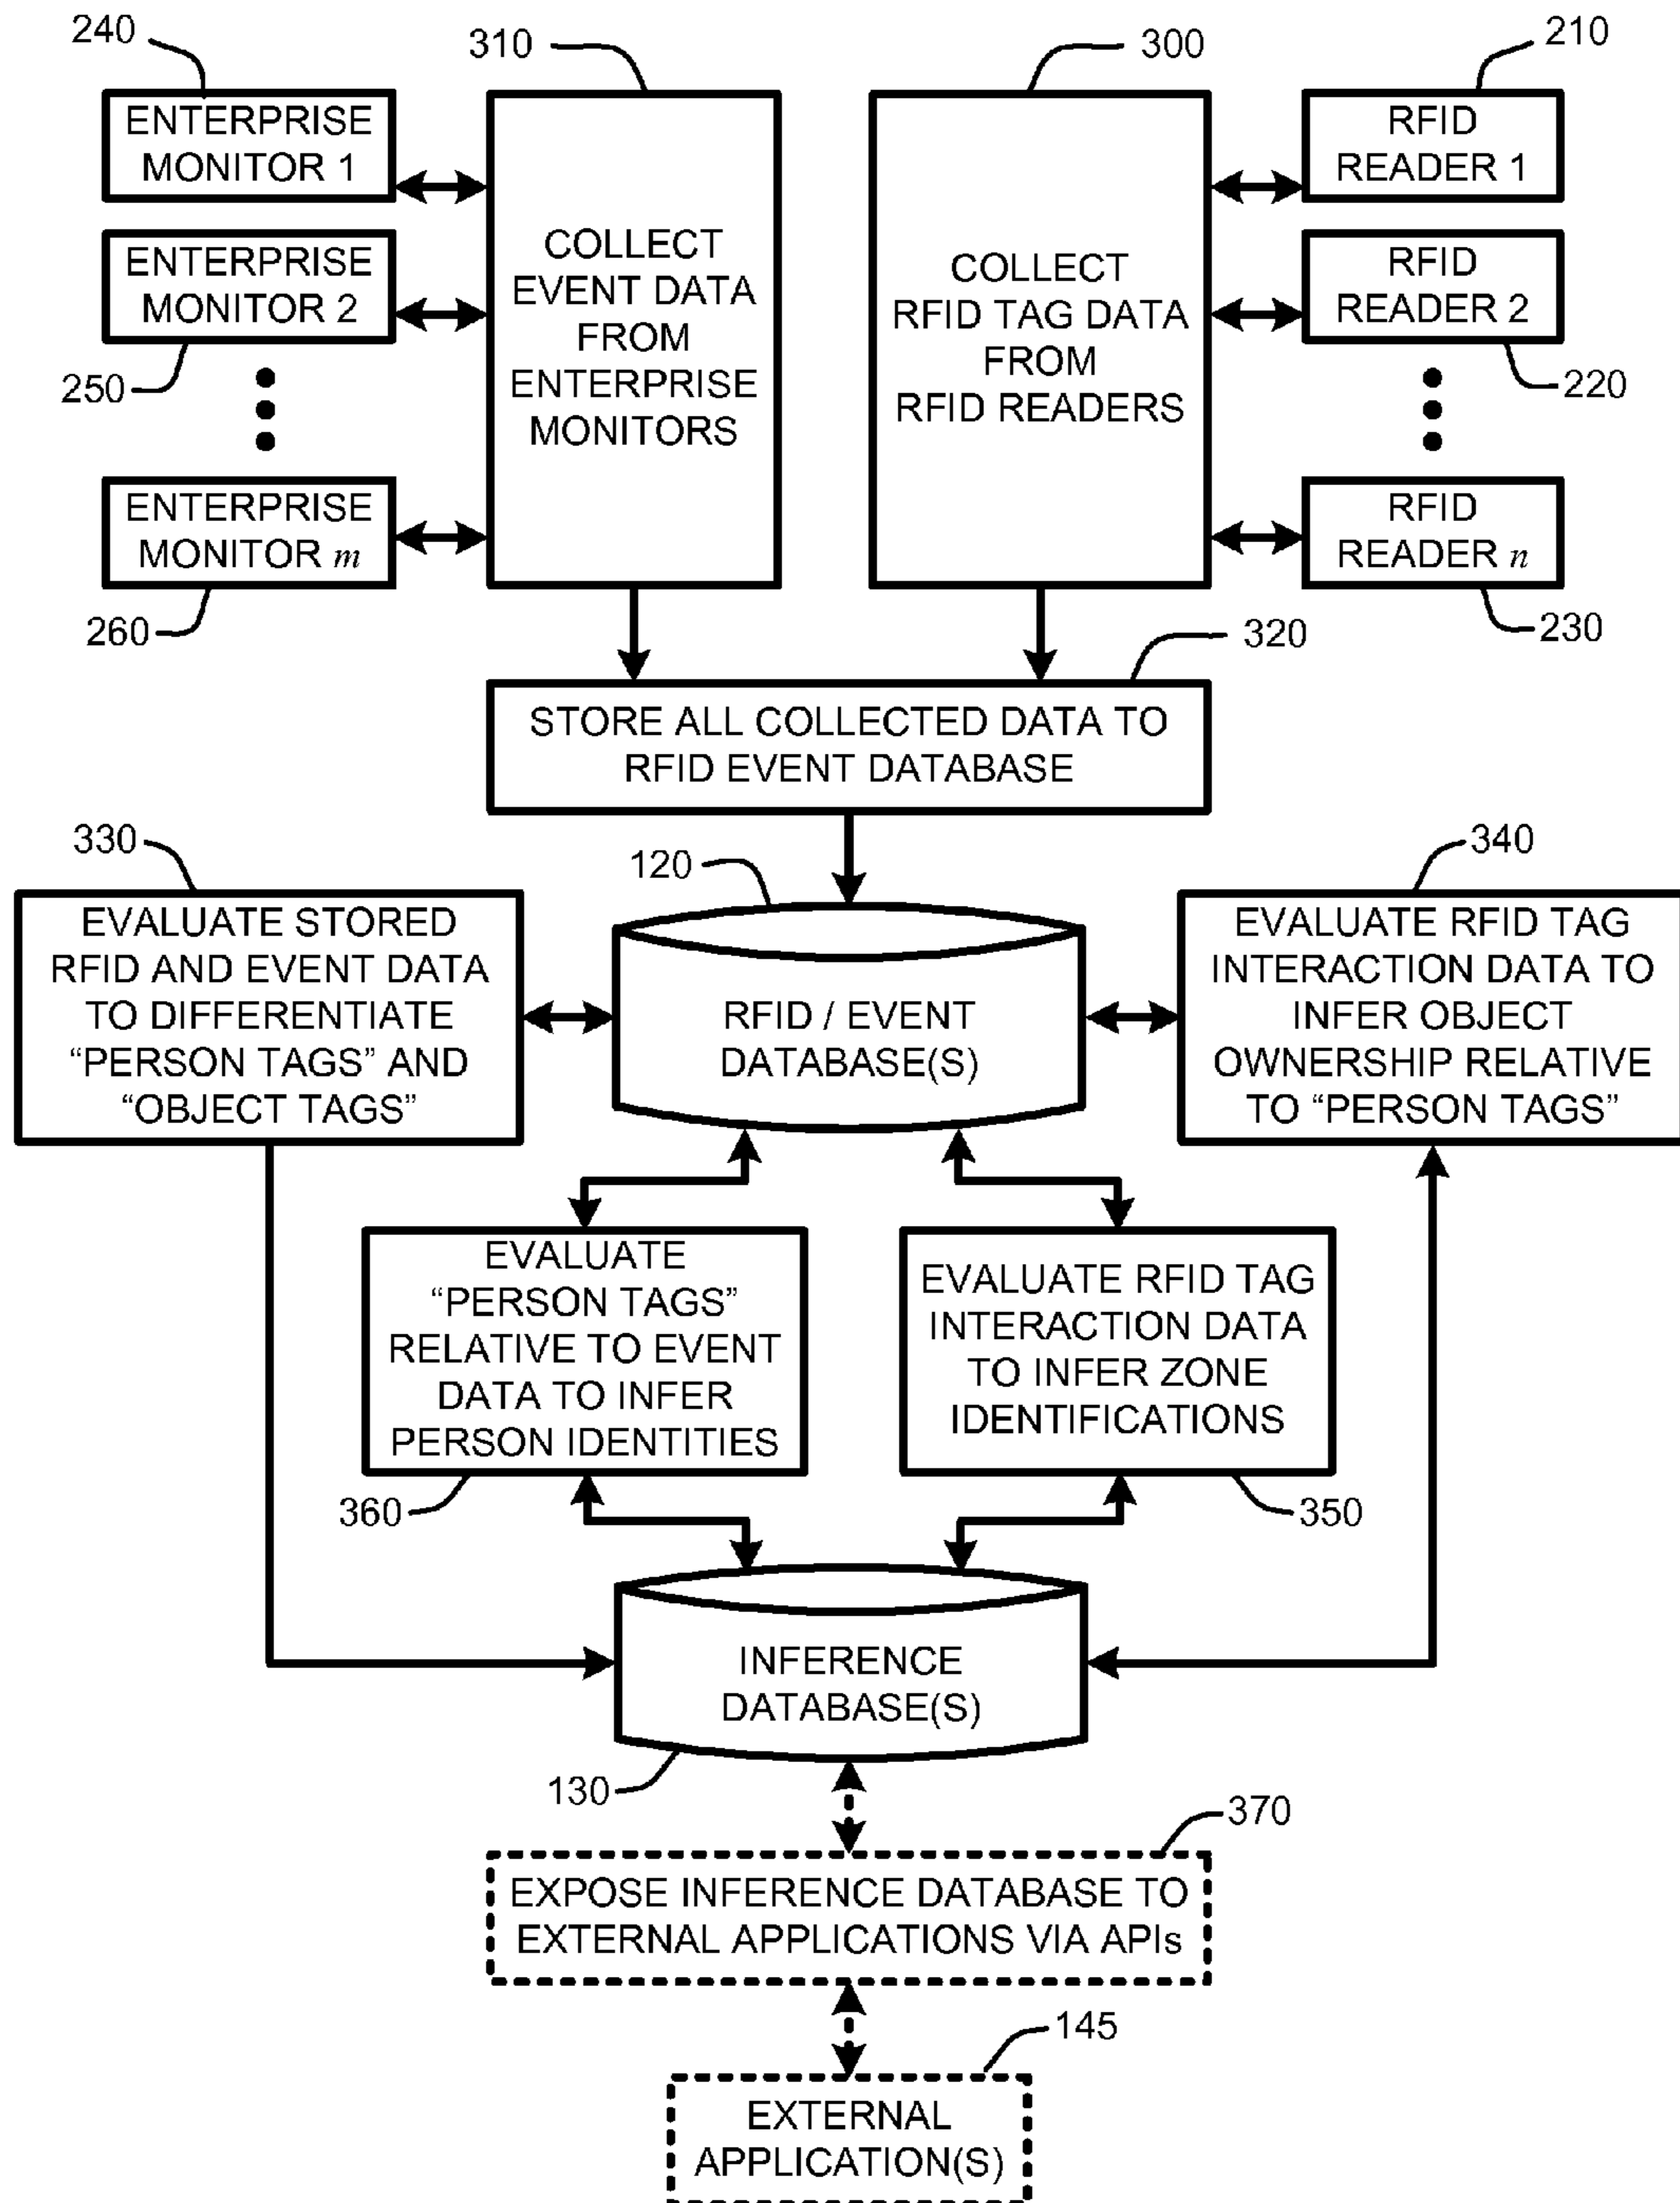 240
310
300
210
ENTERPRISE
MONITOR 1
ENTERPRISE
MONITOR 2
250
ENTERPRISE
MONITOR m
260
COLLECT
EVENT DATA
FROM
ENTERPRISE
MONITORS
COLLECT
RFID TAG DATA
FROM
RFID READERS
RFID
READER 1
RFID
READER 2
220
RFID
READER n
230
320
STORE ALL COLLECTED DATA TO
RFID EVENT DATABASE
330
120
340
EVALUATE STORED
RFID AND EVENT DATA
TO DIFFERENTIATE
“PERSON TAGS” AND
“OBJECT TAGS”
RFID / EVENT
DATABASE(S)
EVALUATE RFID TAG
INTERACTION DATA TO
INFER OBJECT
OWNERSHIP RELATIVE
TO “PERSON TAGS”
EVALUATE
“PERSON TAGS”
RELATIVE TO EVENT
DATA TO INFER
PERSON IDENTITIES
360
EVALUATE RFID TAG
INTERACTION DATA
TO INFER ZONE
IDENTIFICATIONS
350
INFERENCE
DATABASE(S)
130
370
EXPOSE INFERENCE DATABASE TO
EXTERNAL APPLICATIONS VIA APIs
145
EXTERNAL
APPLICATION(S)